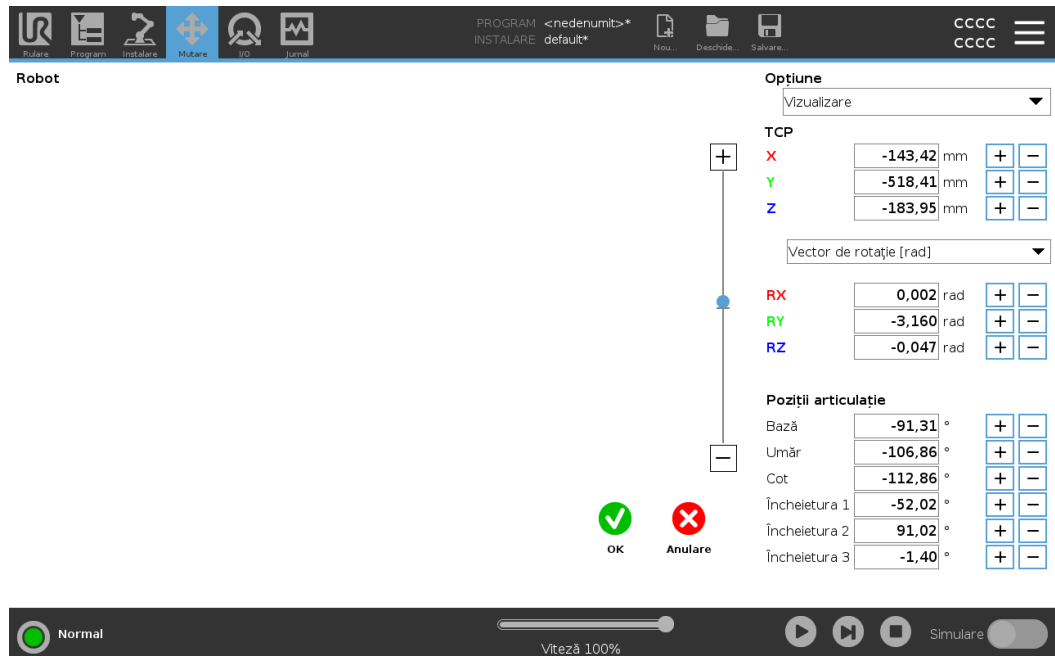 UR
PROGRAM <nedenumit>*
INSTALARE default*
CCCC
CCCC
Rulare Program Instalare Mutare I/O Jurnal Nou... Deschide... Salvare...
Robot
Opțiune
Vizualizare
TCP
X -143,42 mm + −
Y -518,41 mm + −
Z -183,95 mm + −
Vector de rotație [rad]
RX 0,002 rad + −
RY -3,160 rad + −
RZ -0,047 rad + −
Poziții articulație
Bază -91,31 ° + −
Umăr -106,86 ° + −
Cot -112,86 ° + −
Încheietura 1 -52,02 ° + −
Încheietura 2 91,02 ° + −
Încheietura 3 -1,40 ° + −
OK Anulare
Normal
Viteză 100%
Simulare